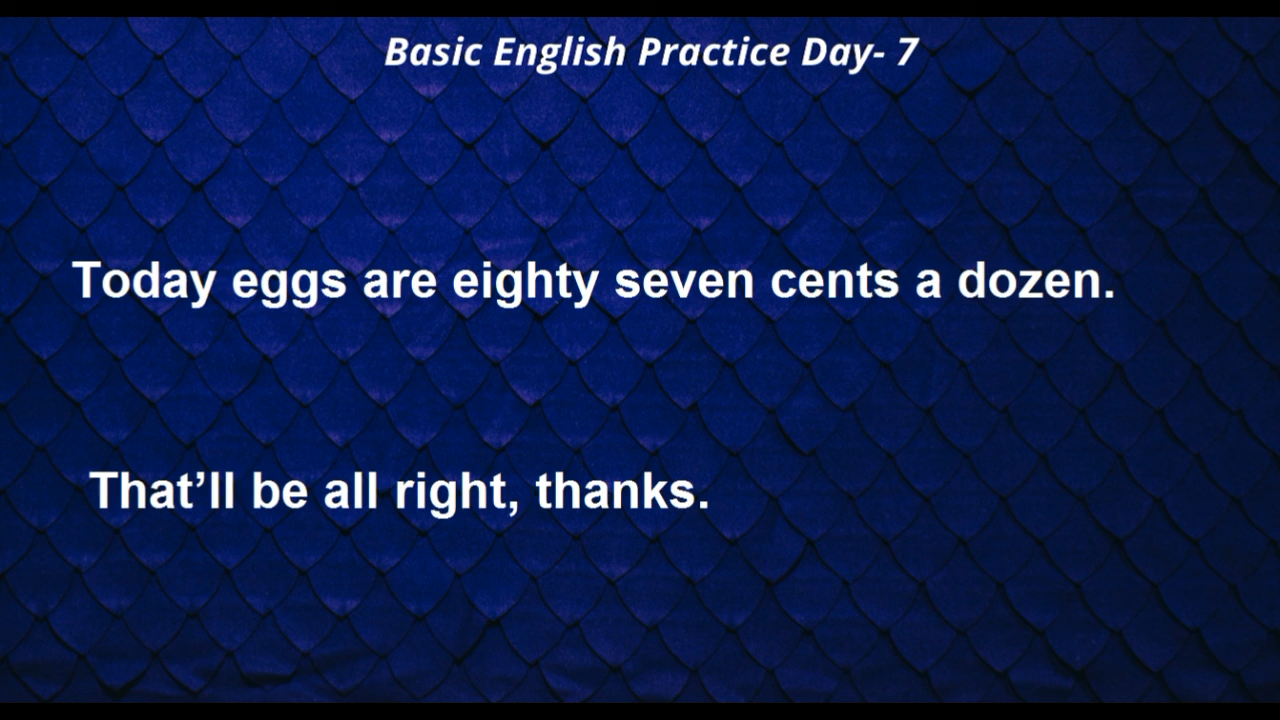 Basic English Practice Day- 7
Today eggs are eighty seven cents a dozen.
That’ll be all right, thanks.